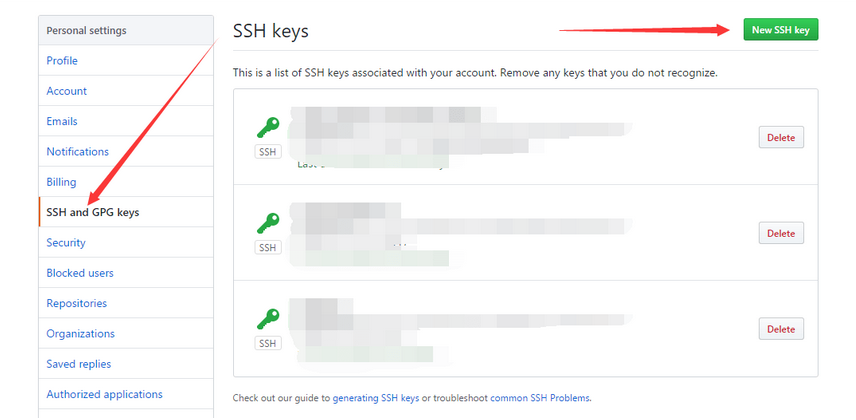 Personal settings
Profile
Account
Emails
Notifications
Billing
SSH and GPG keys
Security
Blocked users
Repositories
Organizations
Saved replies
Authorized applications
SSH keys
New SSH key
This is a list of SSH keys associated with your account. Remove any keys that you do not recognize.
SSH
Delete
SSH
Delete
SSH
Delete
Check out our guide to generating SSH keys or troubleshoot common SSH Problems.